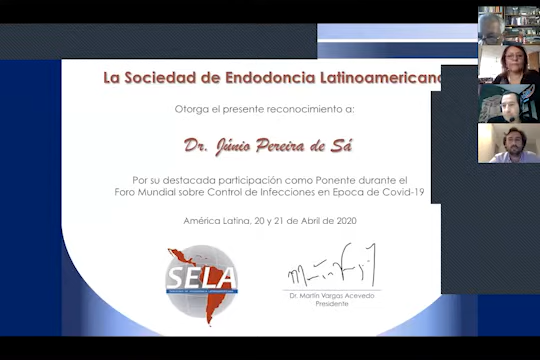 La Sociedad de Endodoncia Latinoamericano
Otorga el presente reconocimiento a:
Dr. Júnio Pereira de Sá
Por su destacada participación como Ponente durante el
Foro Mundial sobre Control de Infecciones en Epoca de Covid-19
América Latina, 20 y 21 de Abril de 2020
SELA
Dr. Martín Vargas Acevedo
Presidente